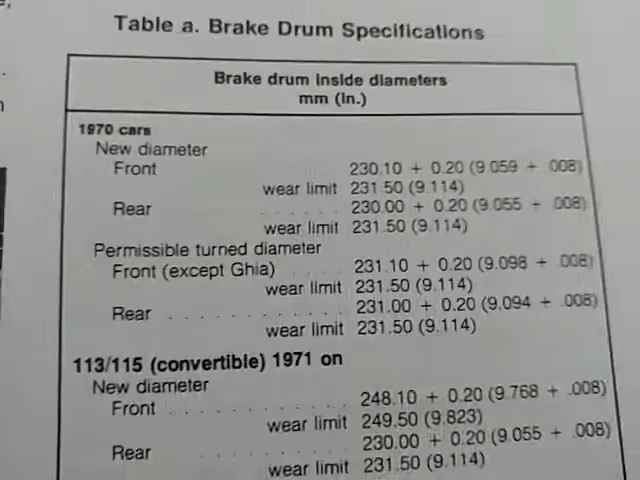 Table a. Brake Drum Specifications
Brake drum inside diameters
mm (in.)
1970 cars
New diameter
Front 230.10 + 0.20 (9.059 + .008)
wear limit 231.50 (9.114)
Rear . . . . . . 230.00 + 0.20 (9.055 + .008)
wear limit 231.50 (9.114)
Permissible turned diameter
Front (except Ghia) . . . . 231.10 + 0.20 (9.098 + .008)
wear limit 231.50 (9.114)
Rear . . . . . . . . . . . . . 231.00 + 0.20 (9.094 + .008)
wear limit 231.50 (9.114)
113/115 (convertible) 1971 on
New diameter
Front . . . . . . . . . . . . . 248.10 + 0.20 (9.768 + .008)
wear limit 249.50 (9.823)
Rear . . . . . . . . . . . 230.00 + 0.20 (9.055 + .008)
wear limit 231.50 (9.114)